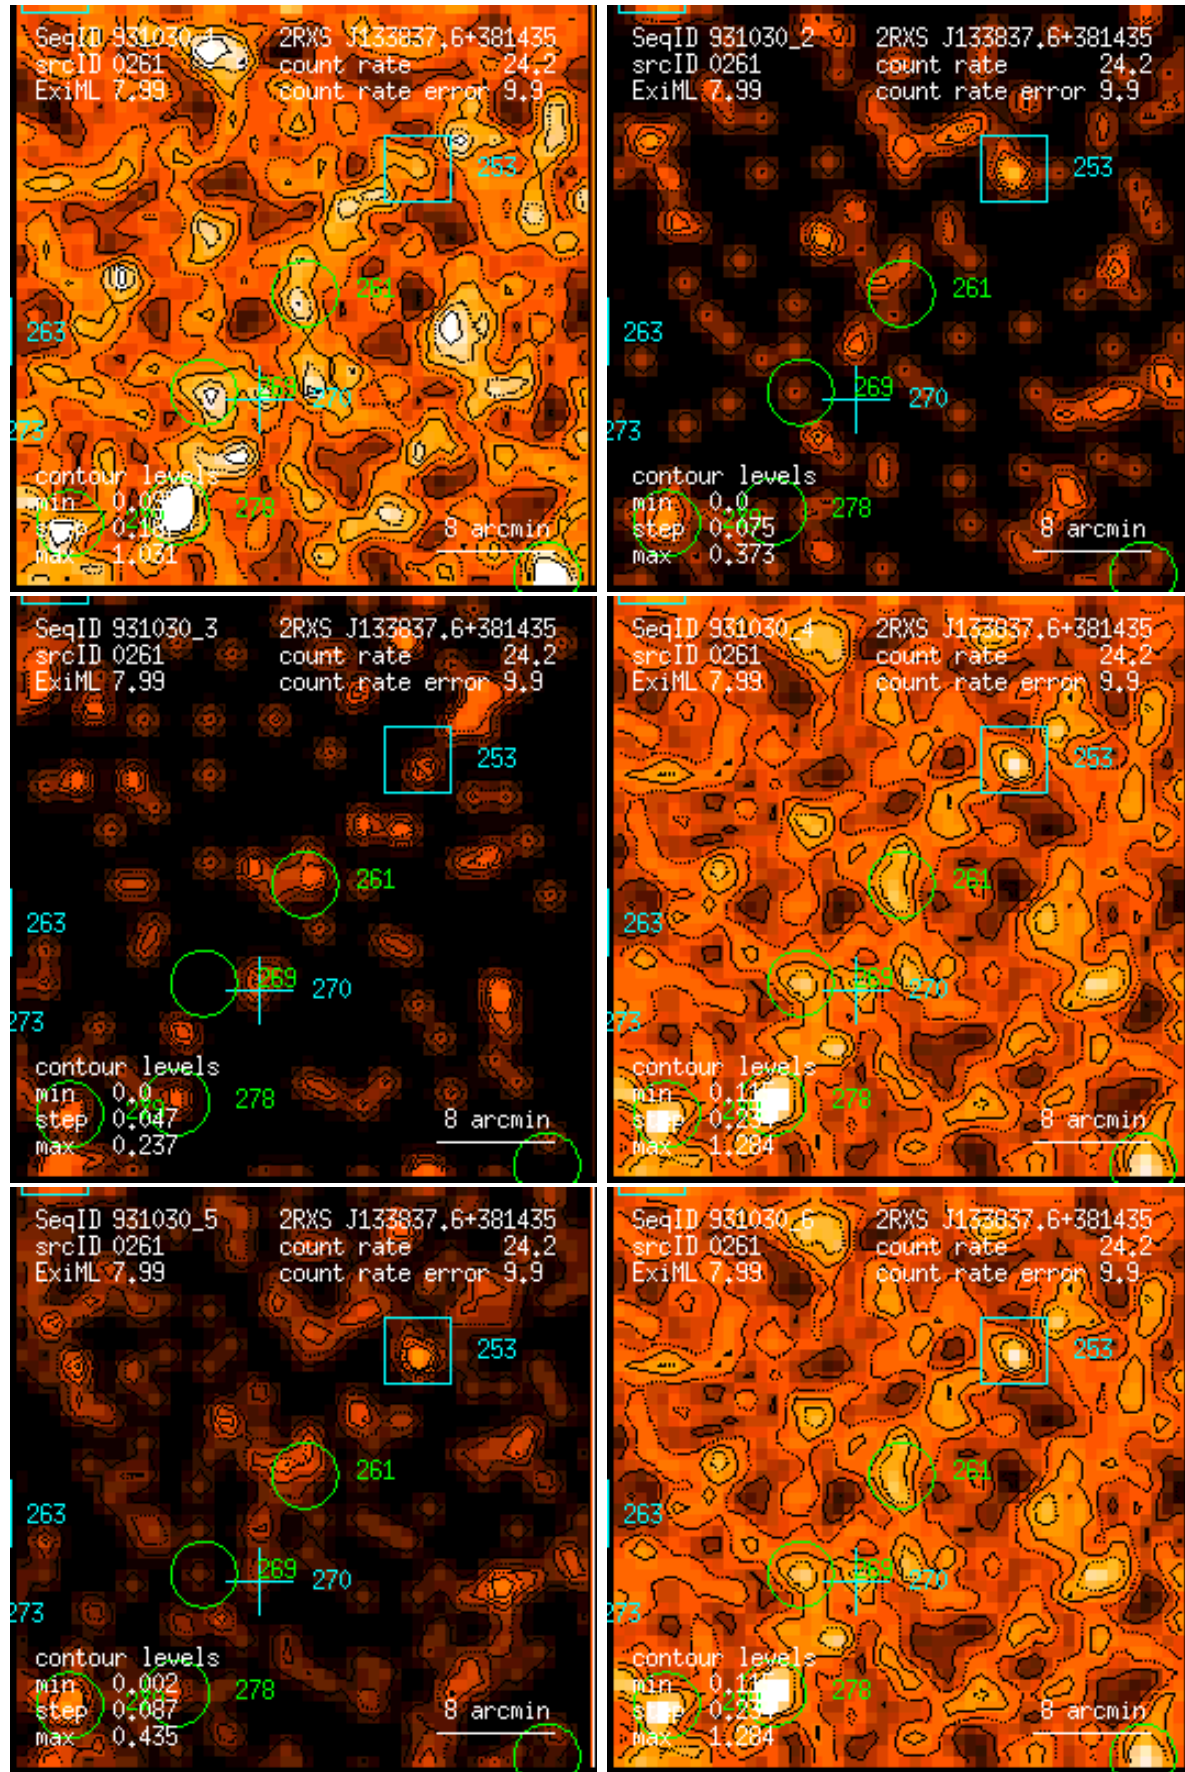 SeqID 931030_1 2RXS J133837.6+381435
srcID 0261 count rate 24.2
ExiML 7.99 count rate error 9.9
253
261
263
269 270
273
contour levels
min
278
step
8 arcmin
max 1.031
SeqID 931030_2 2RXS J133837.6+381435
srcID 0261 count rate 24.2
ExiML 7.99 count rate error 9.9
253
261
263
269 270
273
contour levels
min 0.0
278
step 0.075
8 arcmin
max 0.373
SeqID 931030_3 2RXS J133837.6+381435
srcID 0261 count rate 24.2
ExiML 7.99 count rate error 9.9
253
261
263
269 270
273
contour levels
min 0.0
278
step 0.047
8 arcmin
max 0.237
SeqID 931030_4 2RXS J133837.6+381435
srcID 0261 count rate 24.2
ExiML 7.99 count rate error 9.9
253
261
263
269 270
273
contour levels
min
278
step
8 arcmin
max 1.284
SeqID 931030_5 2RXS J133837.6+381435
srcID 0261 count rate 24.2
ExiML 7.99 count rate error 9.9
253
261
263
269 270
273
contour levels
min 0.002
278
step 0.087
8 arcmin
max 0.435
SeqID 931030_6 2RXS J133837.6+381435
srcID 0261 count rate 24.2
ExiML 7.99 count rate error 9.9
253
261
263
269 270
273
contour levels
min
278
step
8 arcmin
max 1.284